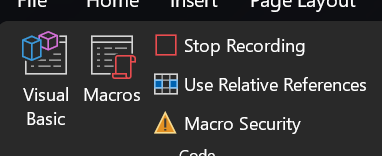 File Home Insert Page Layout
Visual Basic
Macros
Stop Recording
Use Relative References
Macro Security
Code